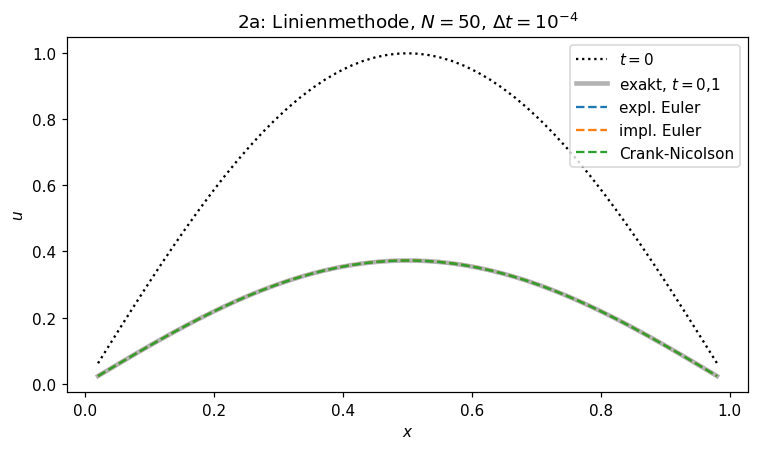 2a: Linienmethode, $N = 50$, $\Delta t = 10^{-4}$
1.0
0.8
0.6
0.4
0.2
0.0
u
0.0 0.2 0.4 0.6 0.8 1.0
x
t = 0
exakt, t = 0,1
expl. Euler
impl. Euler
Crank-Nicolson